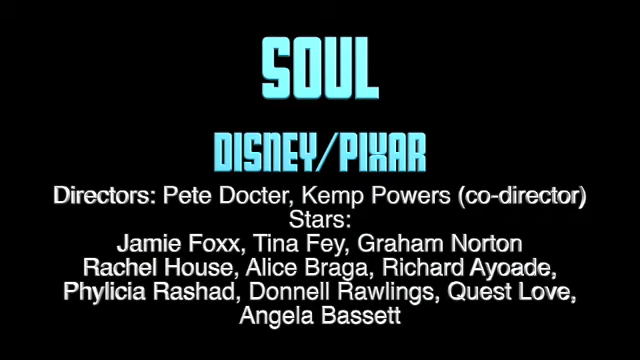 SOUL
DISNEY/PIXAR
Directors: Pete Docter, Kemp Powers (co-director)
Stars:
Jamie Foxx, Tina Fey, Graham Norton
Rachel House, Alice Braga, Richard Ayoade,
Phylicia Rashad, Donnell Rawlings, Quest Love,
Angela Bassett